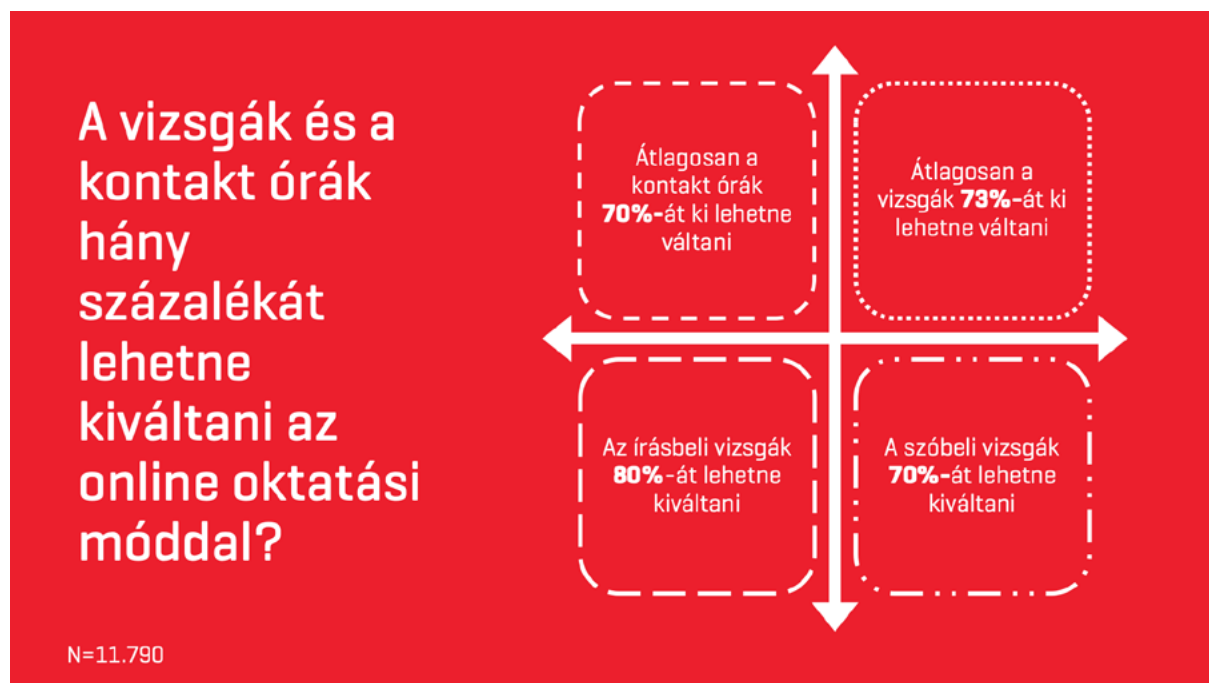 A vizsgák és a
kontakt órák
hány
százalékát
lehetne
kiváltani az
online oktatási
móddal?
Átlagosan a
kontakt órák
70%-át ki lehetne
váltani
Átlagosan a
vizsgák 73%-át ki
lehetne váltani
Az írásbeli vizsgák
80%-át lehetne
kiváltani
A szóbeli vizsgák
70%-át lehetne
kiváltani
N=11.790